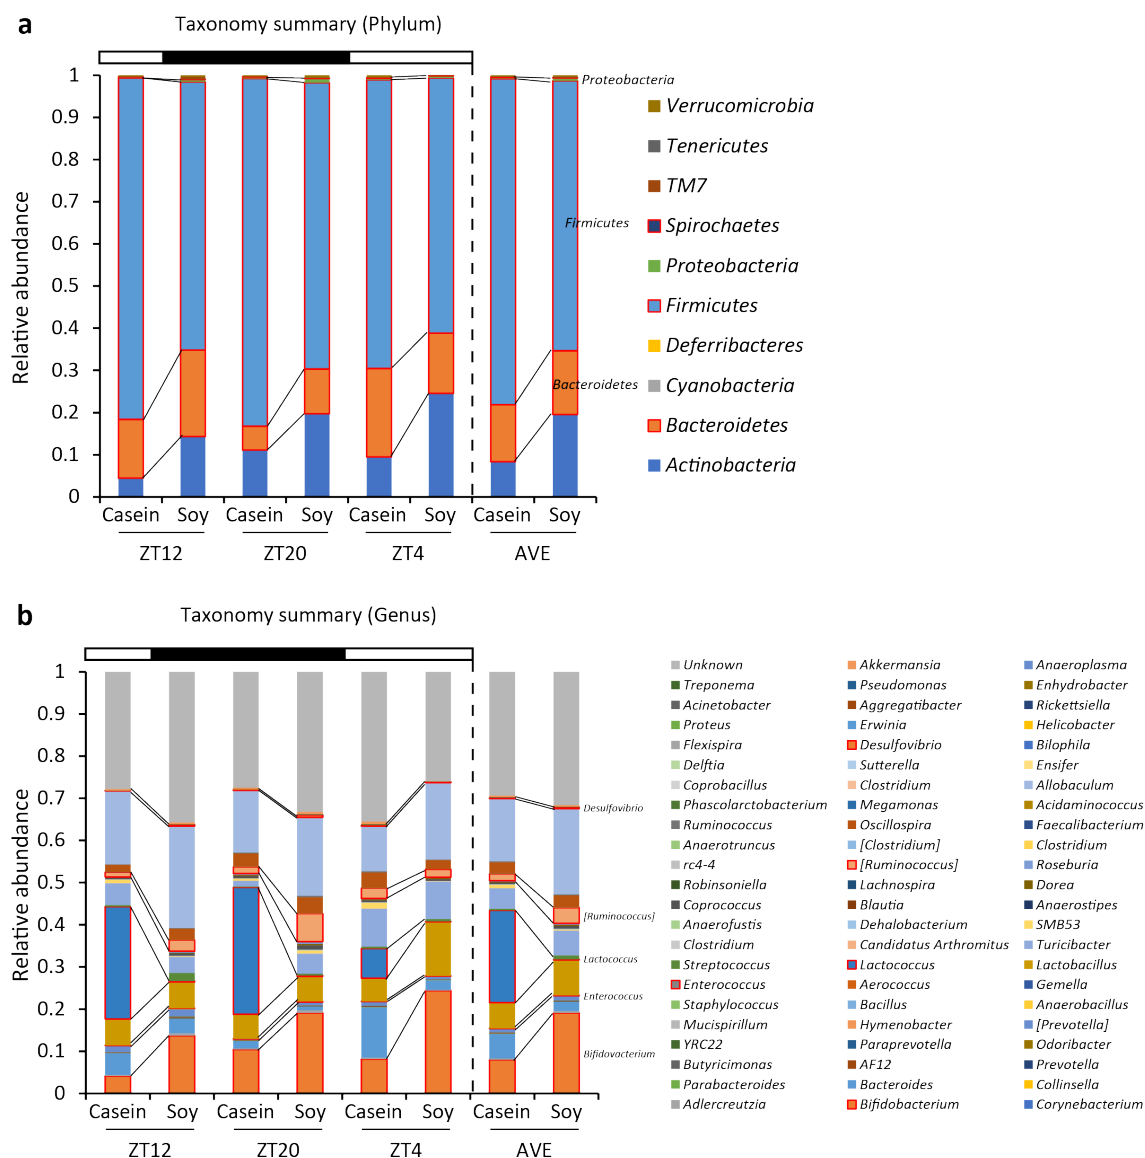 a
Taxonomy summary (Phylum)
Relative abundance
1
0.9
0.8
0.7
0.6
0.5
0.4
0.3
0.2
0.1
0
Proteobacteria
Firmicutes
Bacteroidetes
Casein Soy Casein Soy Casein Soy Casein Soy
ZT12 ZT20 ZT4 AVE
Verrucomicrobia
Tenericutes
TM7
Spirochaetes
Proteobacteria
Firmicutes
Deferribacteres
Cyanobacteria
Bacteroidetes
Actinobacteria
b
Taxonomy summary (Genus)
Relative abundance
1
0.9
0.8
0.7
0.6
0.5
0.4
0.3
0.2
0.1
0
Desulfovibrio
[Ruminococcus]
Lactococcus
Enterococcus
Bifidovacterium
Casein Soy Casein Soy Casein Soy Casein Soy
ZT12 ZT20 ZT4 AVE
Unknown Akkermansia Anaeroplasma
Treponema Pseudomonas Enhydrobacter
Acinetobacter Aggregatibacter Rickettsiella
Proteus Erwinia Helicobacter
Flexispira Desulfovibrio Bilophila
Delftia Sutterella Ensifer
Coprobacillus Clostridium Allobaculum
Phascolarctobacterium Megamonas Acidaminococcus
Ruminococcus Oscillospira Faecalibacterium
Anaerotruncus [Clostridium] Clostridium
rc4-4 [Ruminococcus] Roseburia
Robinsoniella Lachnospira Dorea
Coprococcus Blautia Anaerostipes
Anaerofustis Dehalobacterium SMB53
Clostridium Candidatus Arthromitus Turicibacter
Streptococcus Lactococcus Lactobacillus
Enterococcus Aerococcus Gemella
Staphylococcus Bacillus Anaerobacillus
Mucispirillum Hymenobacter [Prevotella]
YRC22 Paraprevotella Odoribacter
Butyricimonas AF12 Prevotella
Parabacteroides Bacteroides Collinsella
Adlercreutzia Bifidobacterium Corynebacterium